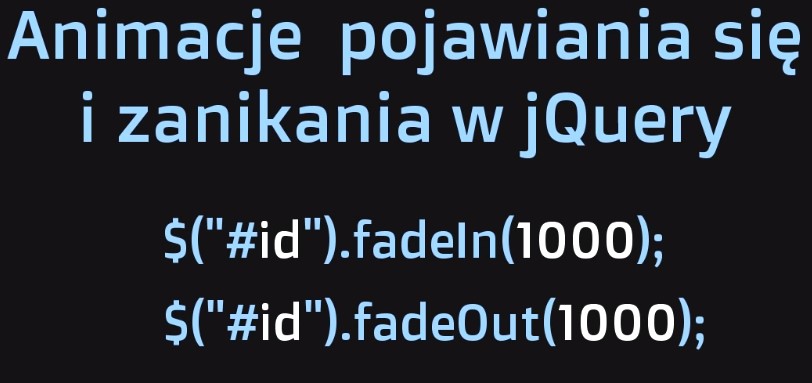 Animacje pojawiania się
i zanikania w jQuery
$("#id").fadeIn(1000);
$("#id").fadeOut(1000);